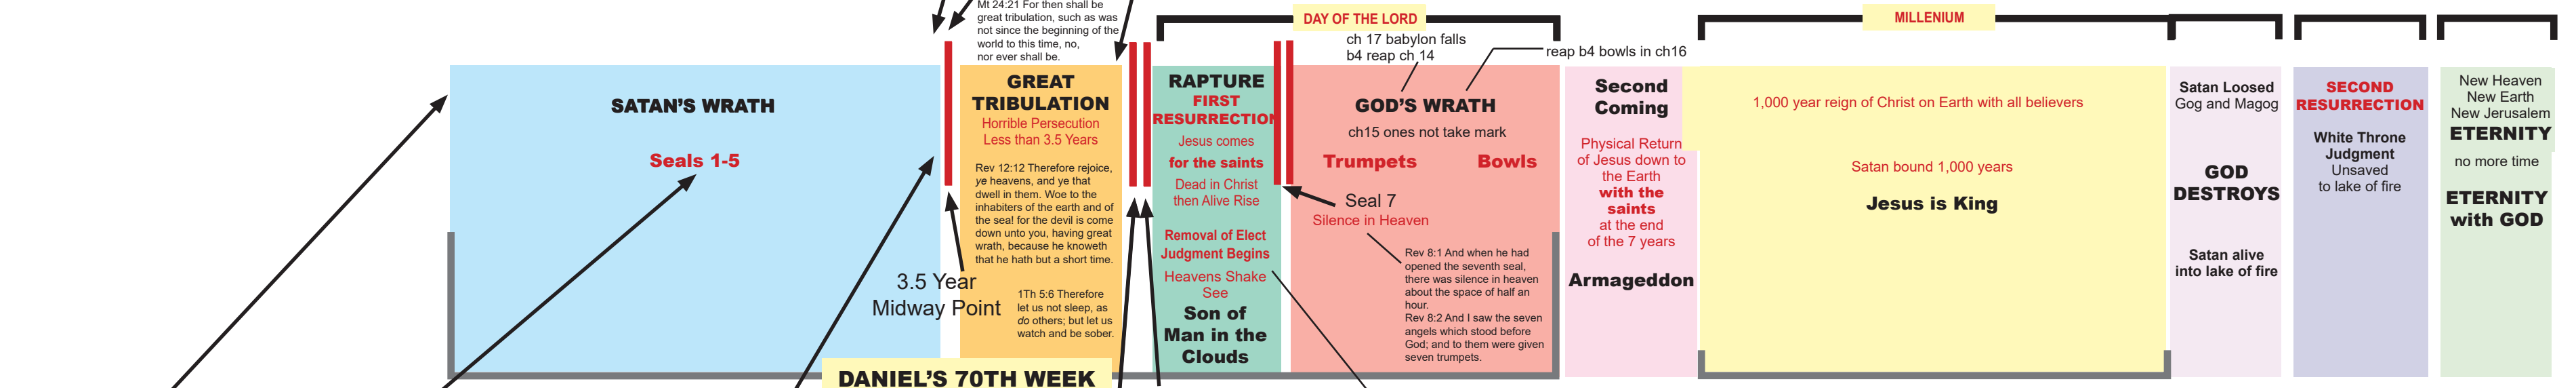 Mt 24:21 For then shall be
great tribulation, such as was
not since the beginning of the
world to this time, no,
nor ever shall be.
DAY OF THE LORD
ch 17 babylon falls
b4 reap ch 14
reap b4 bowls in ch16
MILLENIUM
SATAN'S WRATH
Seals 1-5
3.5 Year
Midway Point
GREAT
TRIBULATION
Horrible Persecution
Less than 3.5 Years
Rev 12:12 Therefore rejoice,
ye heavens, and ye that
dwell in them. Woe to the
inhabiters of the earth and of
the sea! for the devil is come
down unto you, having great
wrath, because he knoweth
that he hath but a short time.
1Th 5:6 Therefore
let us not sleep, as
do others; but let us
watch and be sober.
DANIEL'S 70TH WEEK
RAPTURE
FIRST
RESURRECTION
Jesus comes
for the saints
Dead in Christ
then Alive Rise
Removal of Elect
Judgment Begins
Heavens Shake
See
Son of
Man in the
Clouds
GOD'S WRATH
ch15 ones not take mark
Trumpets Bowls
Seal 7
Silence in Heaven
Rev 8:1 And when he had
opened the seventh seal,
there was silence in heaven
about the space of half an
hour.
Rev 8:2 And I saw the seven
angels which stood before
God; and to them were given
seven trumpets.
Second
Coming
Physical Return
of Jesus down to
the Earth
with the
saints
at the end
of the 7 years
Armageddon
1,000 year reign of Christ on Earth with all believers
Satan bound 1,000 years
Jesus is King
Satan Loosed
Gog and Magog
GOD
DESTROYS
Satan alive
into lake of fire
SECOND
RESURRECTION
White Throne
Judgment
Unsaved
to lake of fire
New Heaven
New Earth
New Jerusalem
ETERNITY
no more time
ETERNITY
with GOD